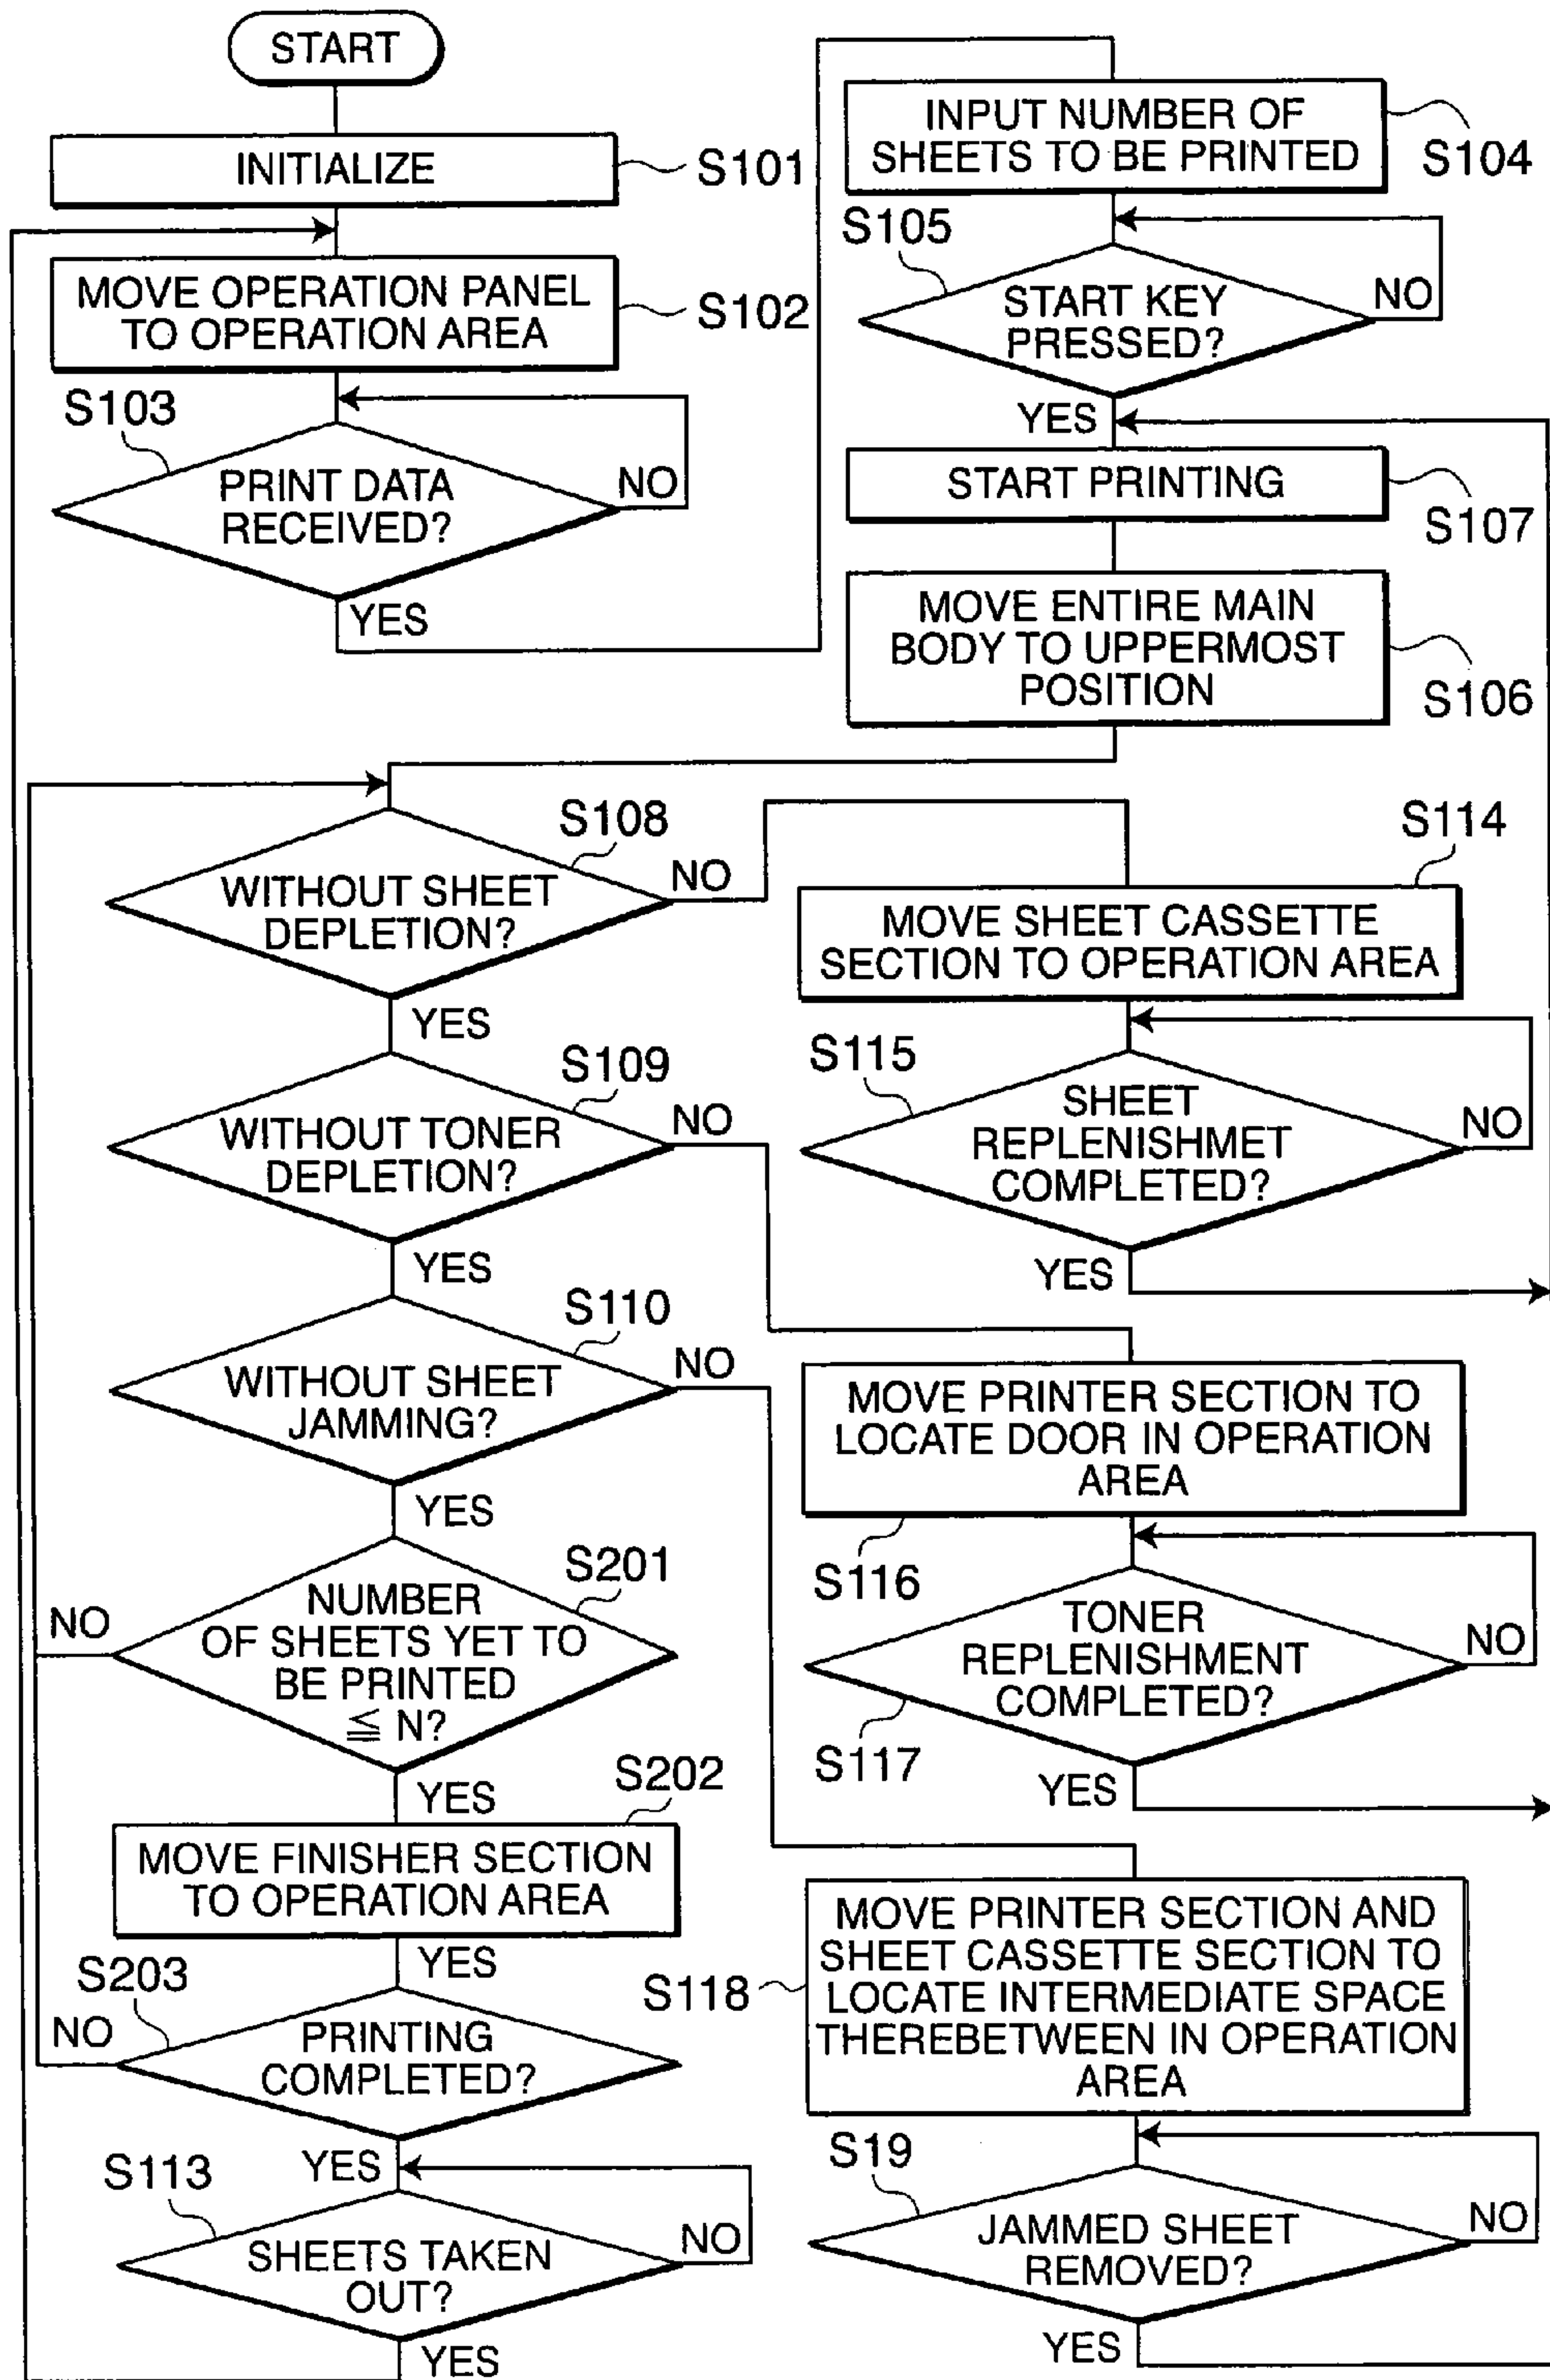 START
INITIALIZE
S101
MOVE OPERATION PANEL
TO OPERATION AREA
S102
S103
PRINT DATA
RECEIVED?
NO
YES
INPUT NUMBER OF
SHEETS TO BE PRINTED
S104
S105
START KEY
PRESSED?
NO
YES
START PRINTING
S107
MOVE ENTIRE MAIN
BODY TO UPPERMOST
POSITION
S106
S108
WITHOUT SHEET
DEPLETION?
NO
YES
S114
MOVE SHEET CASSETTE
SECTION TO OPERATION AREA
S115
SHEET
REPLENISHMET
COMPLETED?
NO
YES
S109
WITHOUT TONER
DEPLETION?
NO
YES
MOVE PRINTER SECTION TO
LOCATE DOOR IN OPERATION
AREA
S116
TONER
REPLENISHMENT
COMPLETED?
NO
S117
YES
S110
WITHOUT SHEET
JAMMING?
NO
YES
MOVE PRINTER SECTION AND
SHEET CASSETTE SECTION TO
LOCATE INTERMEDIATE SPACE
THEREBETWEEN IN OPERATION
AREA
S118
S19
JAMMED SHEET
REMOVED?
NO
YES
S201
NUMBER
OF SHEETS YET TO
BE PRINTED
≦ N?
NO
YES
S202
MOVE FINISHER SECTION
TO OPERATION AREA
YES
S203
PRINTING
COMPLETED?
NO
YES
S113
SHEETS TAKEN
OUT?
NO
YES